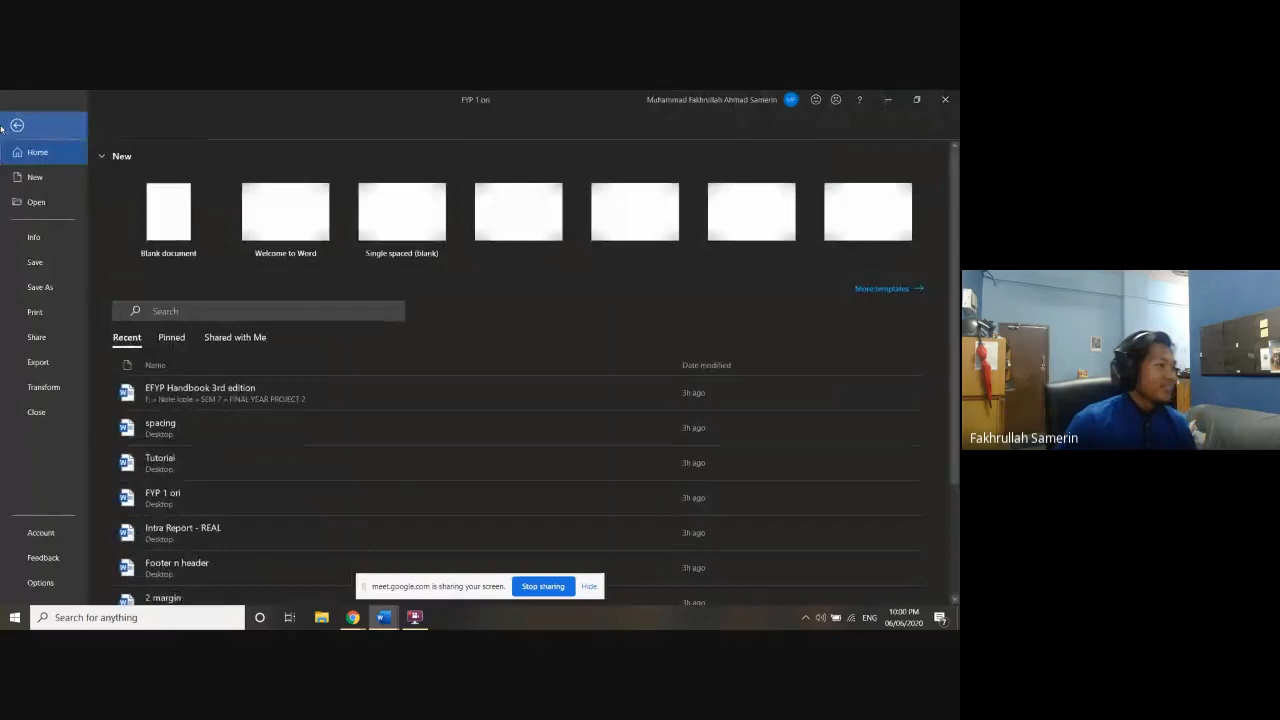 FYP 1 ori
Muhammad Fakhrullah Ahmad Samerin
MF
?
Home
New
Open
Info
Save
Save As
Print
Share
Export
Transform
Close
Account
Feedback
Options
New
Blank document
Welcome to Word
Single spaced (blank)
More templates
Search
Recent
Pinned
Shared with Me
Name
Date modified
EFYP Handbook 3rd edition
3h ago
spacing
Desktop
3h ago
Tutorial
Desktop
3h ago
FYP 1 ori
Desktop
3h ago
Intra Report - REAL
Desktop
3h ago
Footer n header
Desktop
3h ago
2 margin
3h ago
meet.google.com is sharing your screen.
Stop sharing
Hide
Search for anything
ENG
10:00 PM
06/06/2020
Fakhrullah Samerin